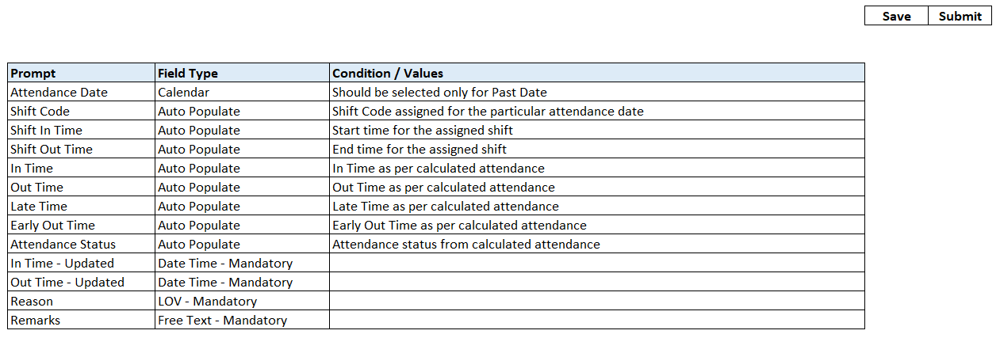 Save Submit
Prompt Field Type Condition / Values
Attendance Date Calendar Should be selected only for Past Date
Shift Code Auto Populate Shift Code assigned for the particular attendance date
Shift In Time Auto Populate Start time for the assigned shift
Shift Out Time Auto Populate End time for the assigned shift
In Time Auto Populate In Time as per calculated attendance
Out Time Auto Populate Out Time as per calculated attendance
Late Time Auto Populate Late Time as per calculated attendance
Early Out Time Auto Populate Early Out Time as per calculated attendance
Attendance Status Auto Populate Attendance status from calculated attendance
In Time - Updated Date Time - Mandatory
Out Time - Updated Date Time - Mandatory
Reason LOV - Mandatory
Remarks Free Text - Mandatory